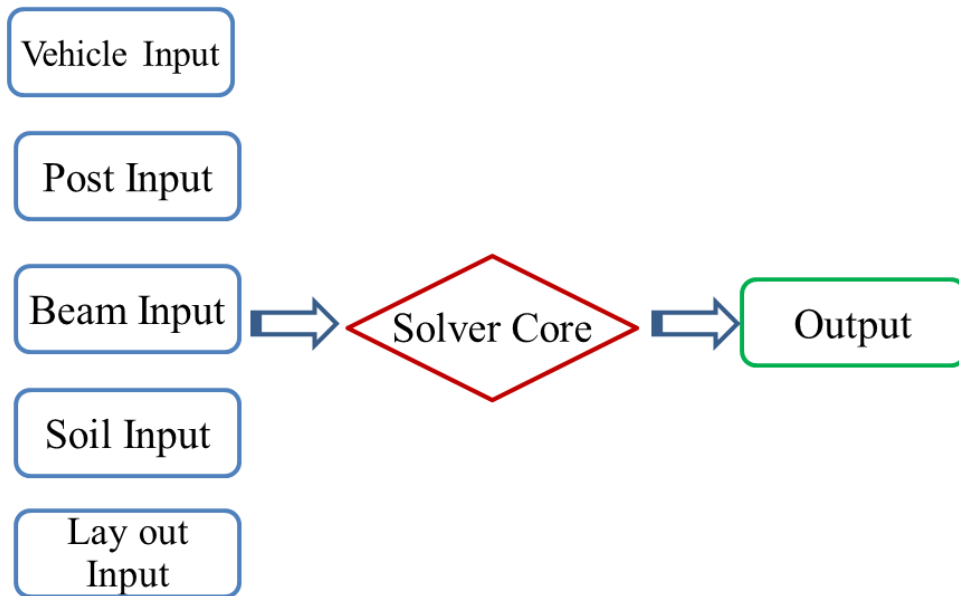 Vehicle Input
Post Input
Beam Input
Solver Core
Output
Soil Input
Lay out
Input